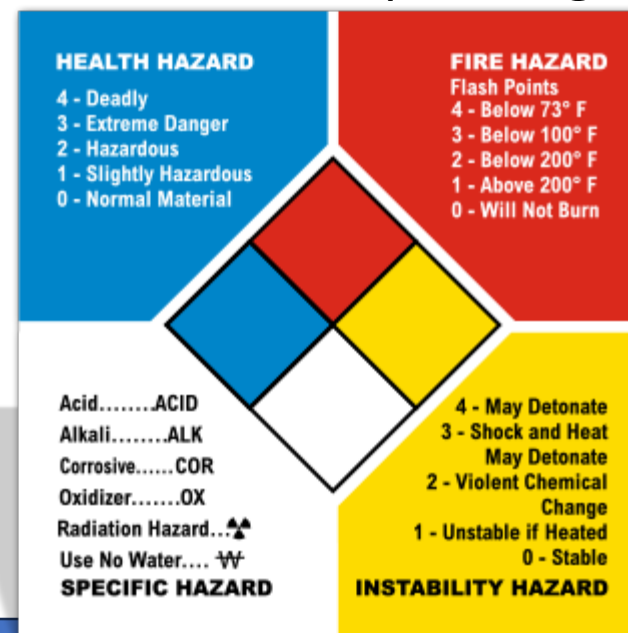 HEALTH HAZARD
4 - Deadly
3 - Extreme Danger
2 - Hazardous
1 - Slightly Hazardous
0 - Normal Material
FIRE HAZARD
Flash Points
4 - Below 73° F
3 - Below 100° F
2 - Below 200° F
1 - Above 200° F
0 - Will Not Burn
Acid........ACID
Alkali........ALK
Corrosive......COR
Oxidizer.......OX
Radiation Hazard...☢
Use No Water.... W
SPECIFIC HAZARD
4 - May Detonate
3 - Shock and Heat
May Detonate
2 - Violent Chemical
Change
1 - Unstable if Heated
0 - Stable
INSTABILITY HAZARD